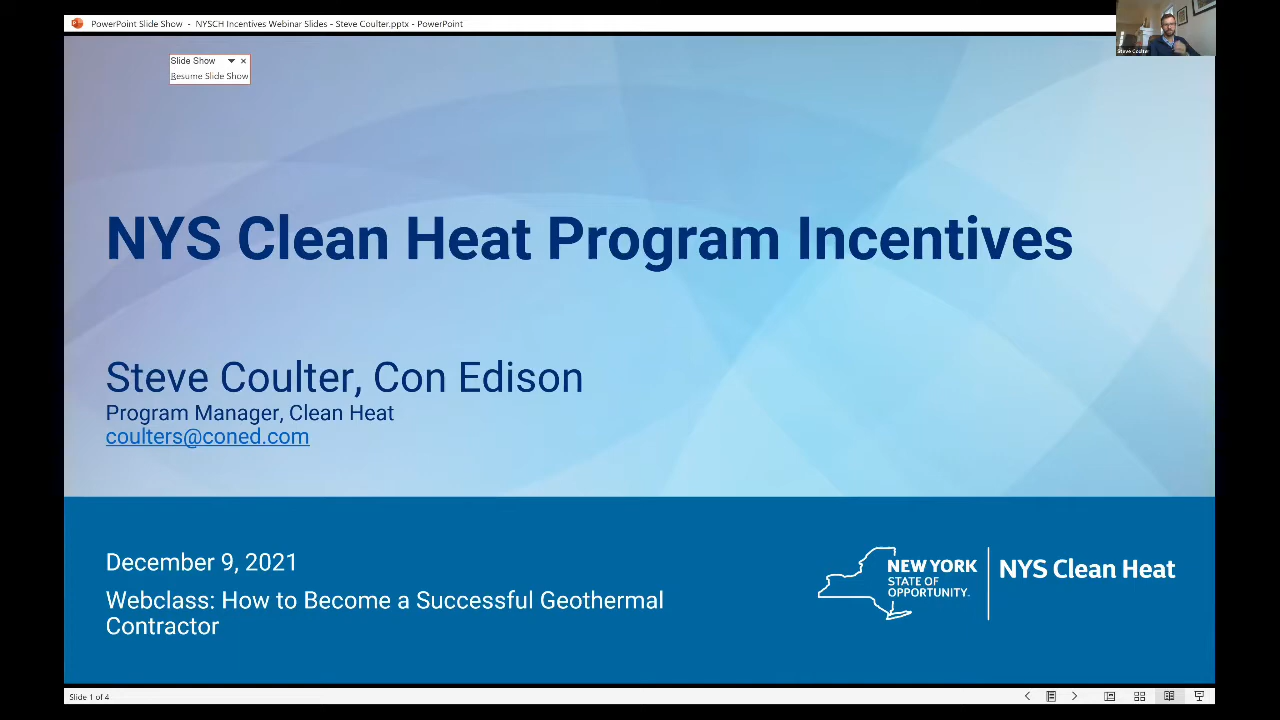 PowerPoint Slide Show - NYSCH Incentives Webinar Slides - Steve Coulter.pptx - PowerPoint
Steve Coulter
Slide Show
Resume Slide Show
NYS Clean Heat Program Incentives
Steve Coulter, Con Edison
Program Manager, Clean Heat
coulters@coned.com
December 9, 2021
Webclass: How to Become a Successful Geothermal
Contractor
NEW YORK
STATE OF
OPPORTUNITY.
NYS Clean Heat
Slide 1 of 4